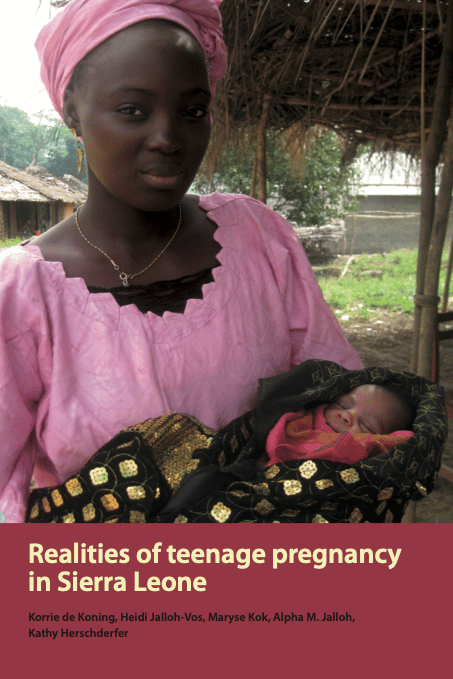 Realities of teenage pregnancy
in Sierra Leone
Korrie de Koning, Heidi Jalloh-Vos, Maryse Kok, Alpha M. Jalloh,
Kathy Herschderfer